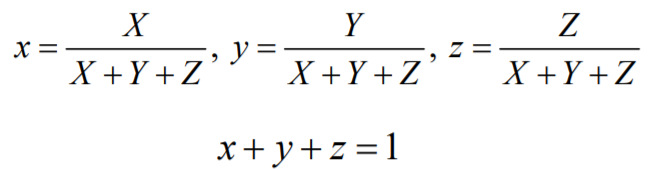 x = X / (X + Y + Z), y = Y / (X + Y + Z), z = Z / (X + Y + Z)
x + y + z = 1